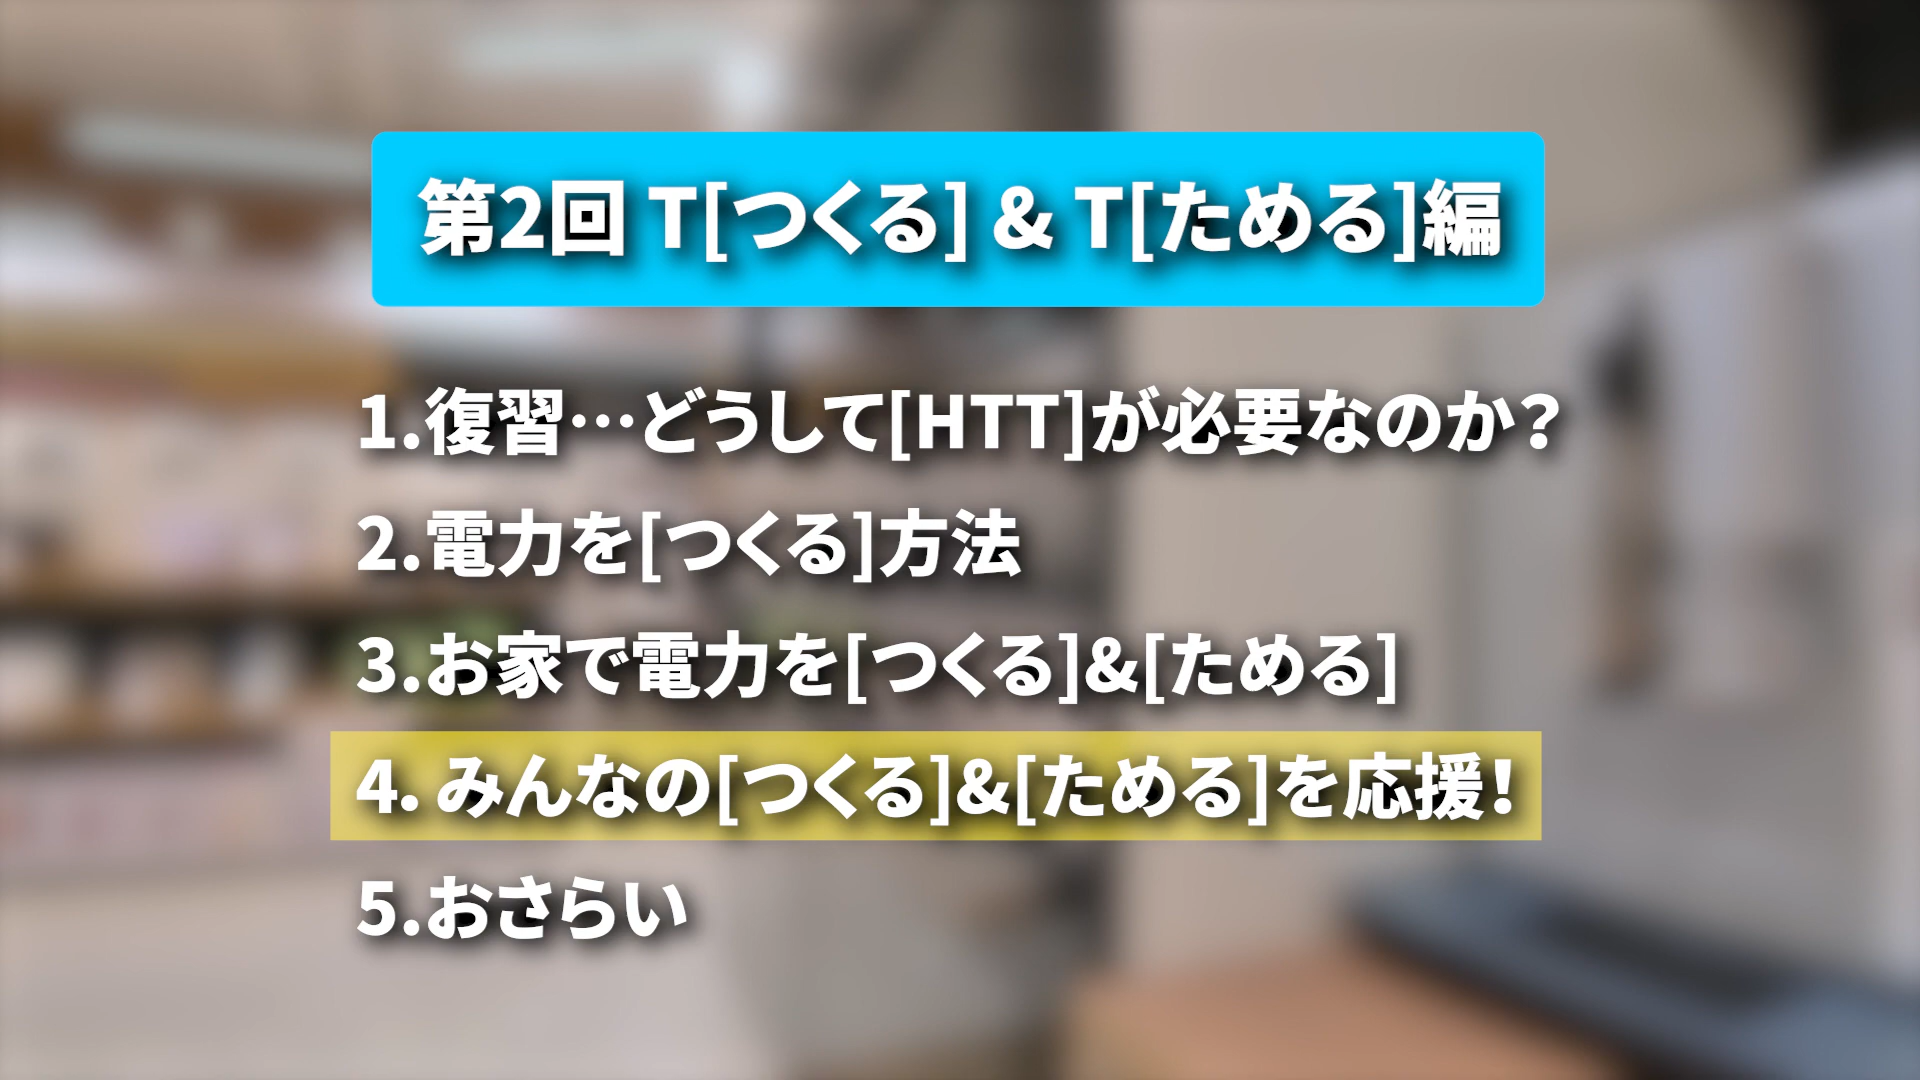 第2回 T[つくる] & T[ためる]編
1.復習…どうして[HTT]が必要なのか?
2.電力を[つくる]方法
3.お家で電力を[つくる]&[ためる]
4. みんなの[つくる]&[ためる]を応援!
5.おさらい